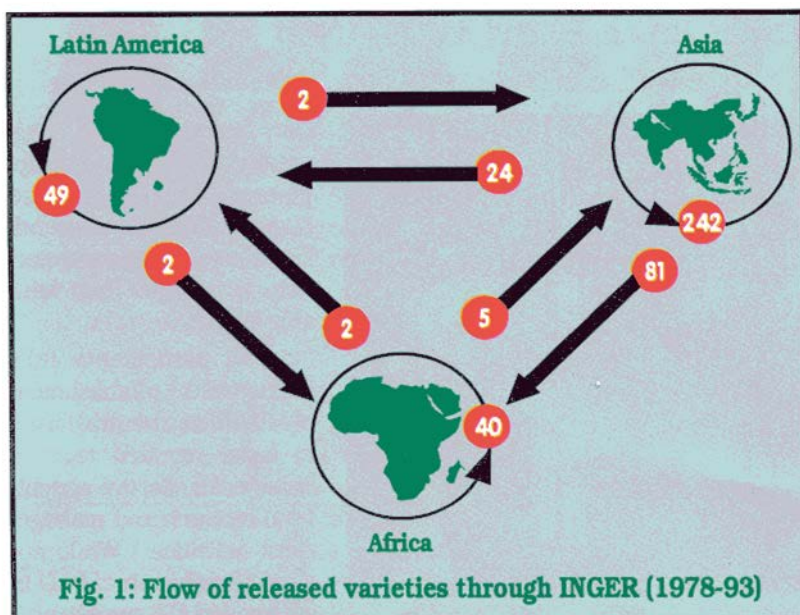 Latin America
Asia
2
24
49
242
2
81
2
5
40
Africa
Fig. 1: Flow of released varieties through INGER (1978-93)